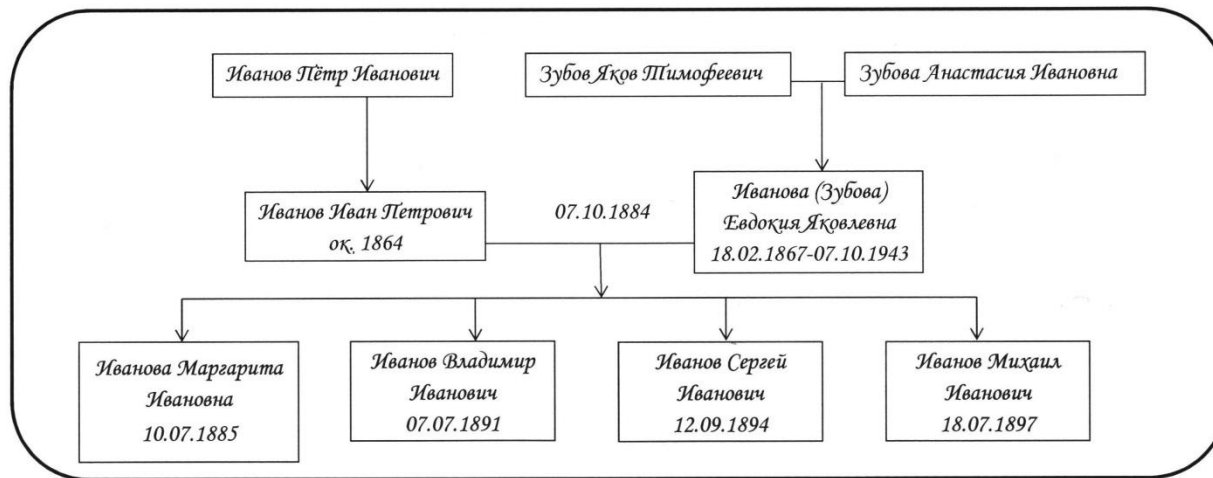 Иванов Пётр Иванович
Зубов Яков Тимофеевич
Зубова Анастасия Ивановна
Иванов Иван Петрович
ок. 1864
07.10.1884
Иванова (Зубова)
Евдокия Яковлевна
18.02.1867-07.10.1943
Иванова Маргарита
Ивановна
10.07.1885
Иванов Владимир
Иванович
07.07.1891
Иванов Сергей
Иванович
12.09.1894
Иванов Михаил
Иванович
18.07.1897